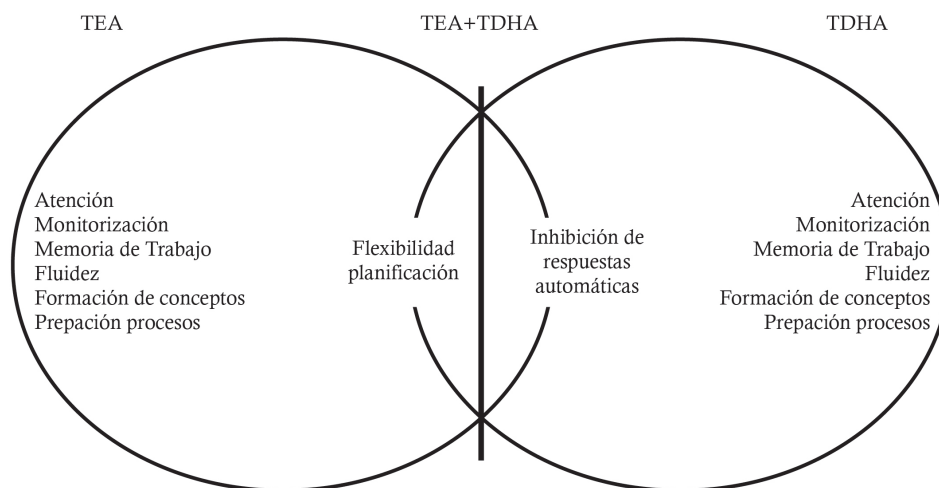 TEA
TEA+TDHA
TDHA
Atención
Monitorización
Memoria de Trabajo
Fluidez
Formación de conceptos
Prepación procesos
Flexibilidad
planificación
Inhibición de
respuestas
automáticas
Atención
Monitorización
Memoria de Trabajo
Fluidez
Formación de conceptos
Prepación procesos